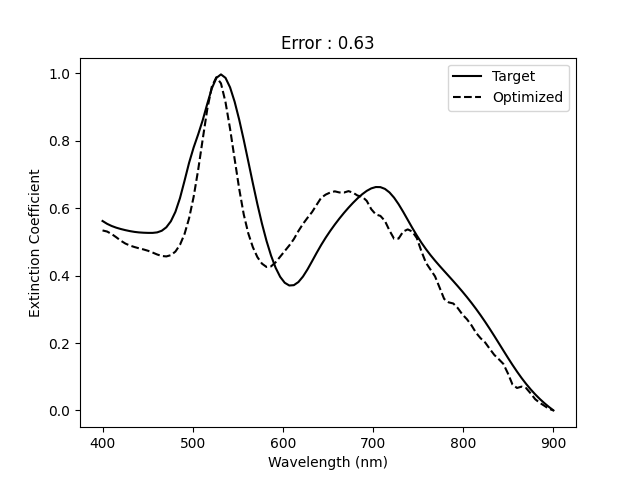 Error : 0.63
Target
Optimized
Extinction Coefficient
1.0
0.8
0.6
0.4
0.2
0.0
400 500 600 700 800 900
Wavelength (nm)